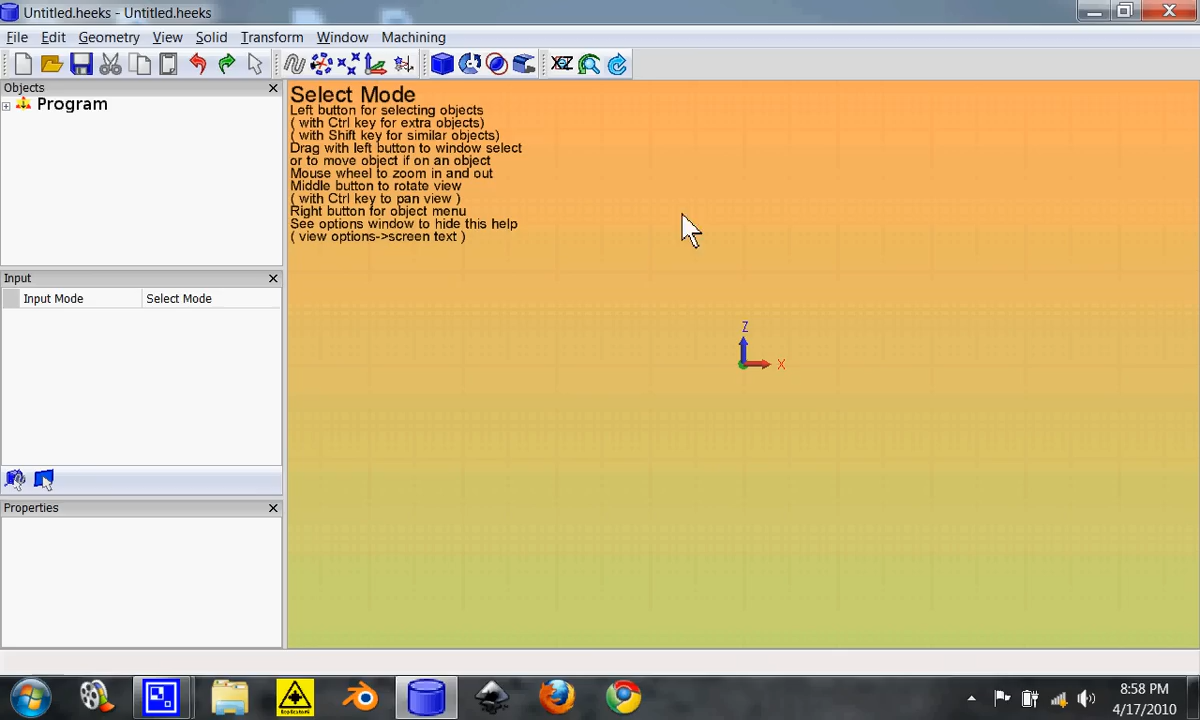 Untitled.heeks - Untitled.heeks
File Edit Geometry View Solid Transform Window Machining
XZ
Objects
Program
Input
Input Mode Select Mode
Properties
Select Mode
Left button for selecting objects
( with Ctrl key for extra objects)
( with Shift key for similar objects)
Drag with left button to window select
or to move object if on an object
Mouse wheel to zoom in and out
Middle button to rotate view
( with Ctrl key to pan view )
Right button for object menu
See options window to hide this help
( view options->screen text )
Z
X
8:58 PM
4/17/2010